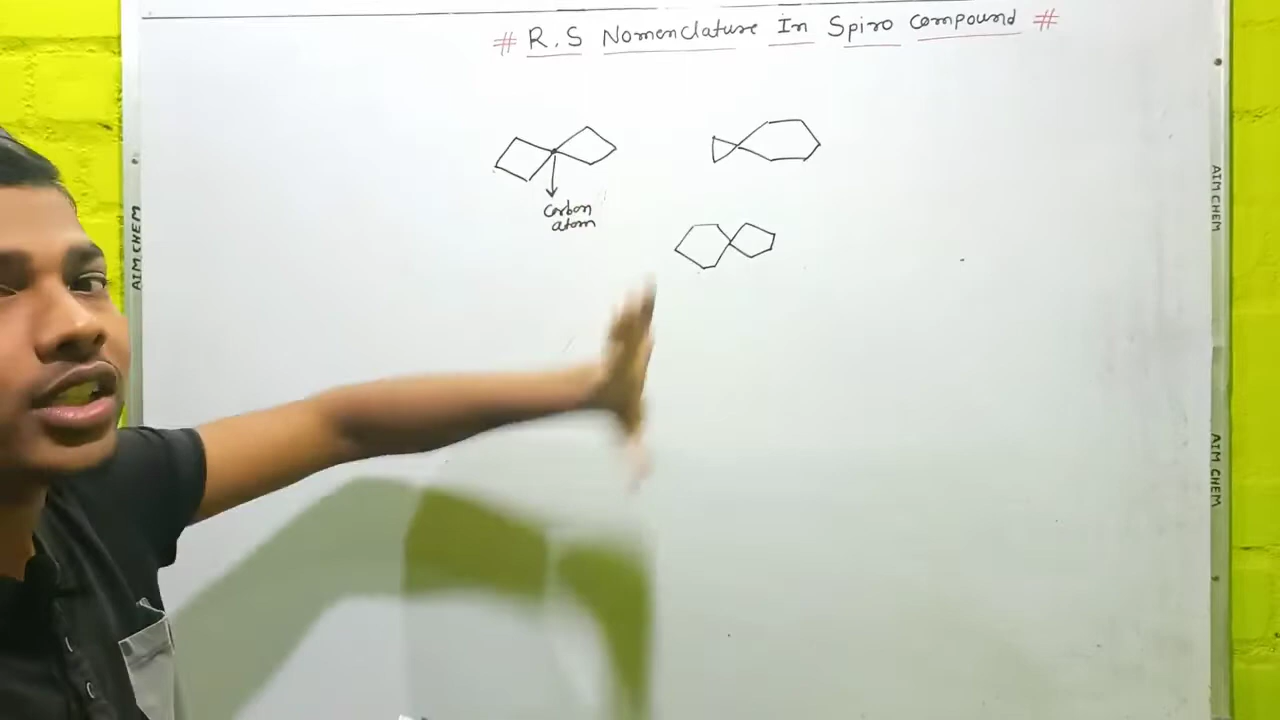 # R.S Nomenclature In Spiro Compound #
Carbon
atom
AIM CHEM
AIM CHEM
AIM CHEM